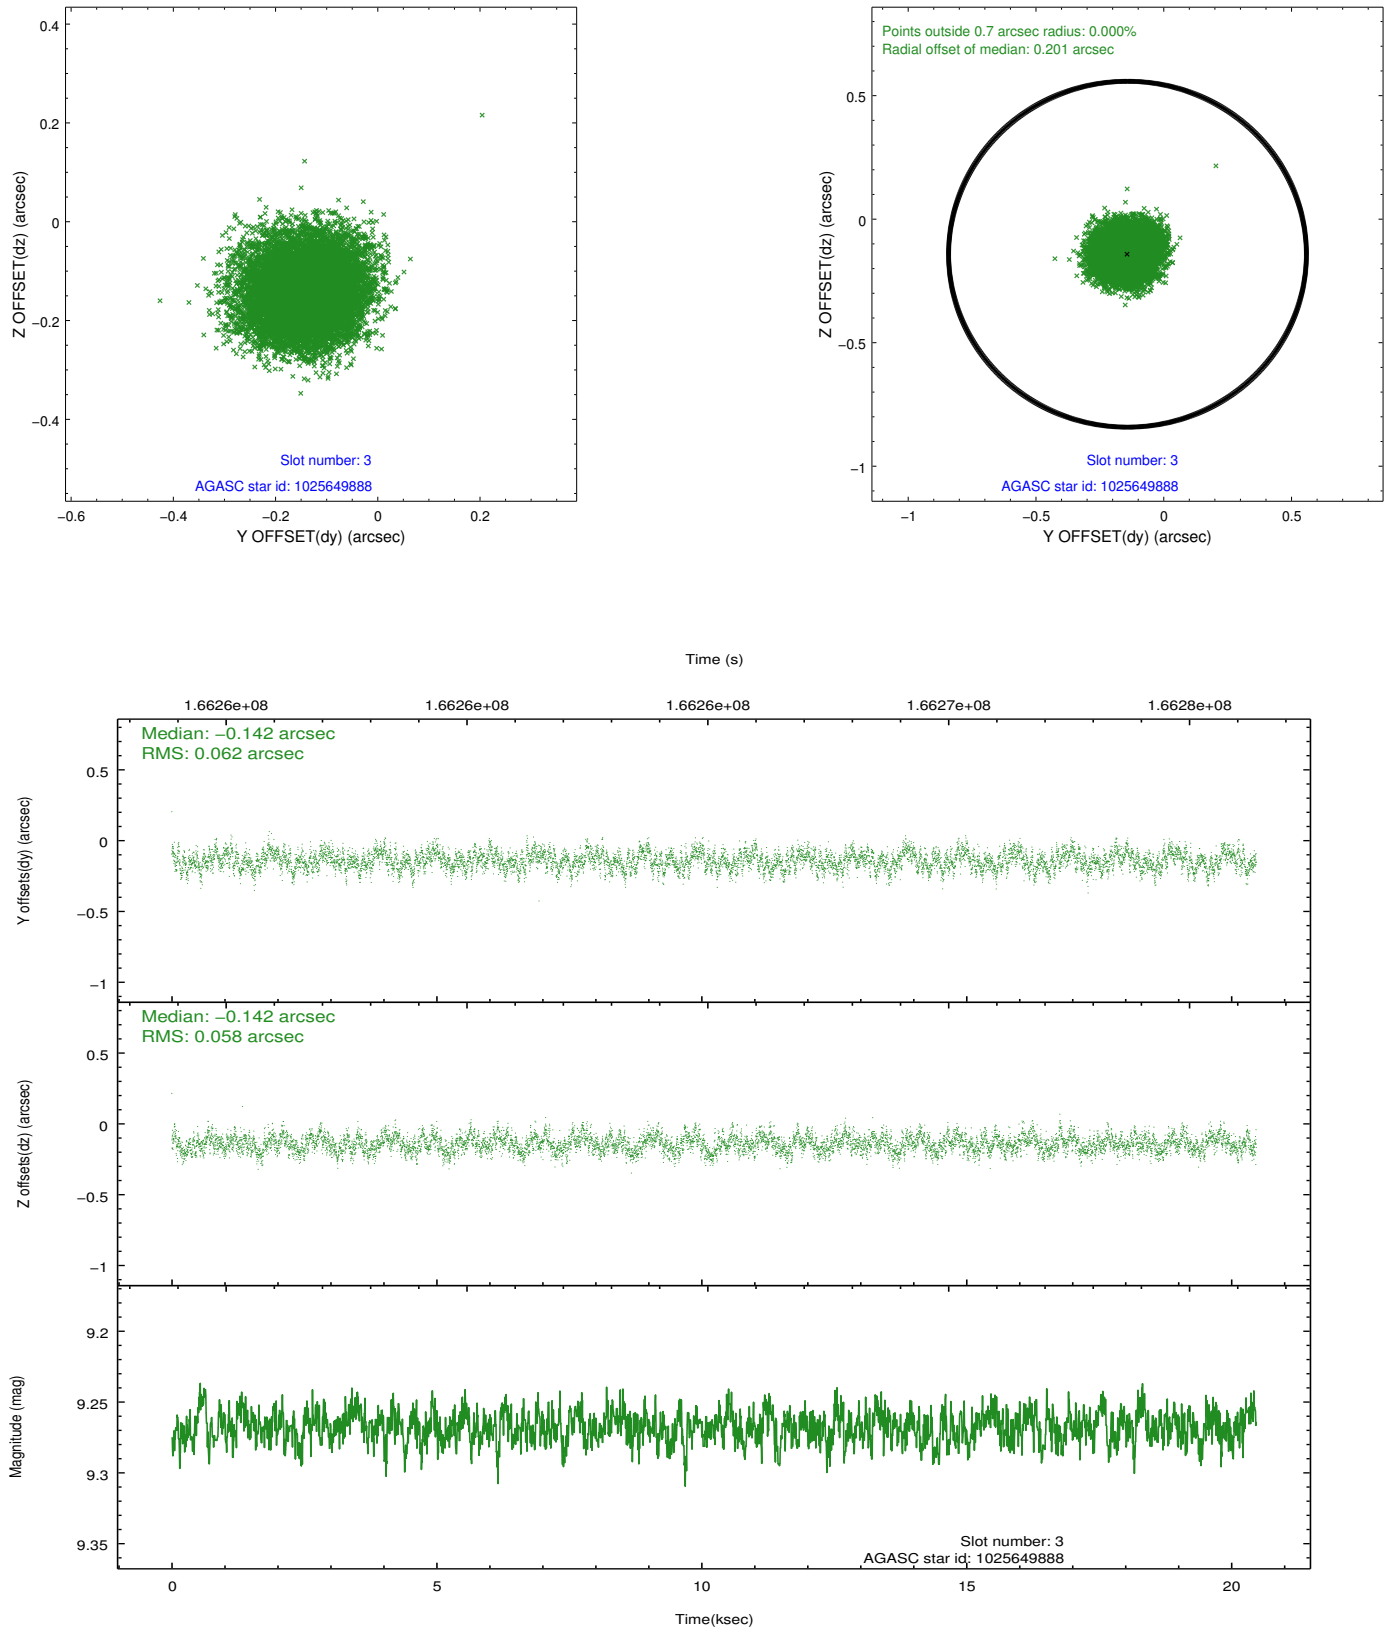 0.4
0.2
0
−0.2
−0.4
Z OFFSET(dz) (arcsec)
Slot number: 3
AGASC star id: 1025649888
−0.6 −0.4 −0.2 0 0.2
Y OFFSET(dy) (arcsec)
Points outside 0.7 arcsec radius: 0.000%
Radial offset of median: 0.201 arcsec
0.5
0
−0.5
−1
Z OFFSET(dz) (arcsec)
Slot number: 3
AGASC star id: 1025649888
−1 −0.5 0 0.5
Y OFFSET(dy) (arcsec)
Time (s)
1.6626e+08 1.6626e+08 1.6626e+08 1.6627e+08 1.6628e+08
Median: −0.142 arcsec
RMS: 0.062 arcsec
0.5
0
−0.5
−1
Y offsets(dy) (arcsec)
Median: −0.142 arcsec
RMS: 0.058 arcsec
0.5
0
−0.5
−1
Z offsets(dz) (arcsec)
9.2
9.25
9.3
9.35
Magnitude (mag)
Slot number: 3
AGASC star id: 1025649888
0 5 10 15 20
Time(ksec)